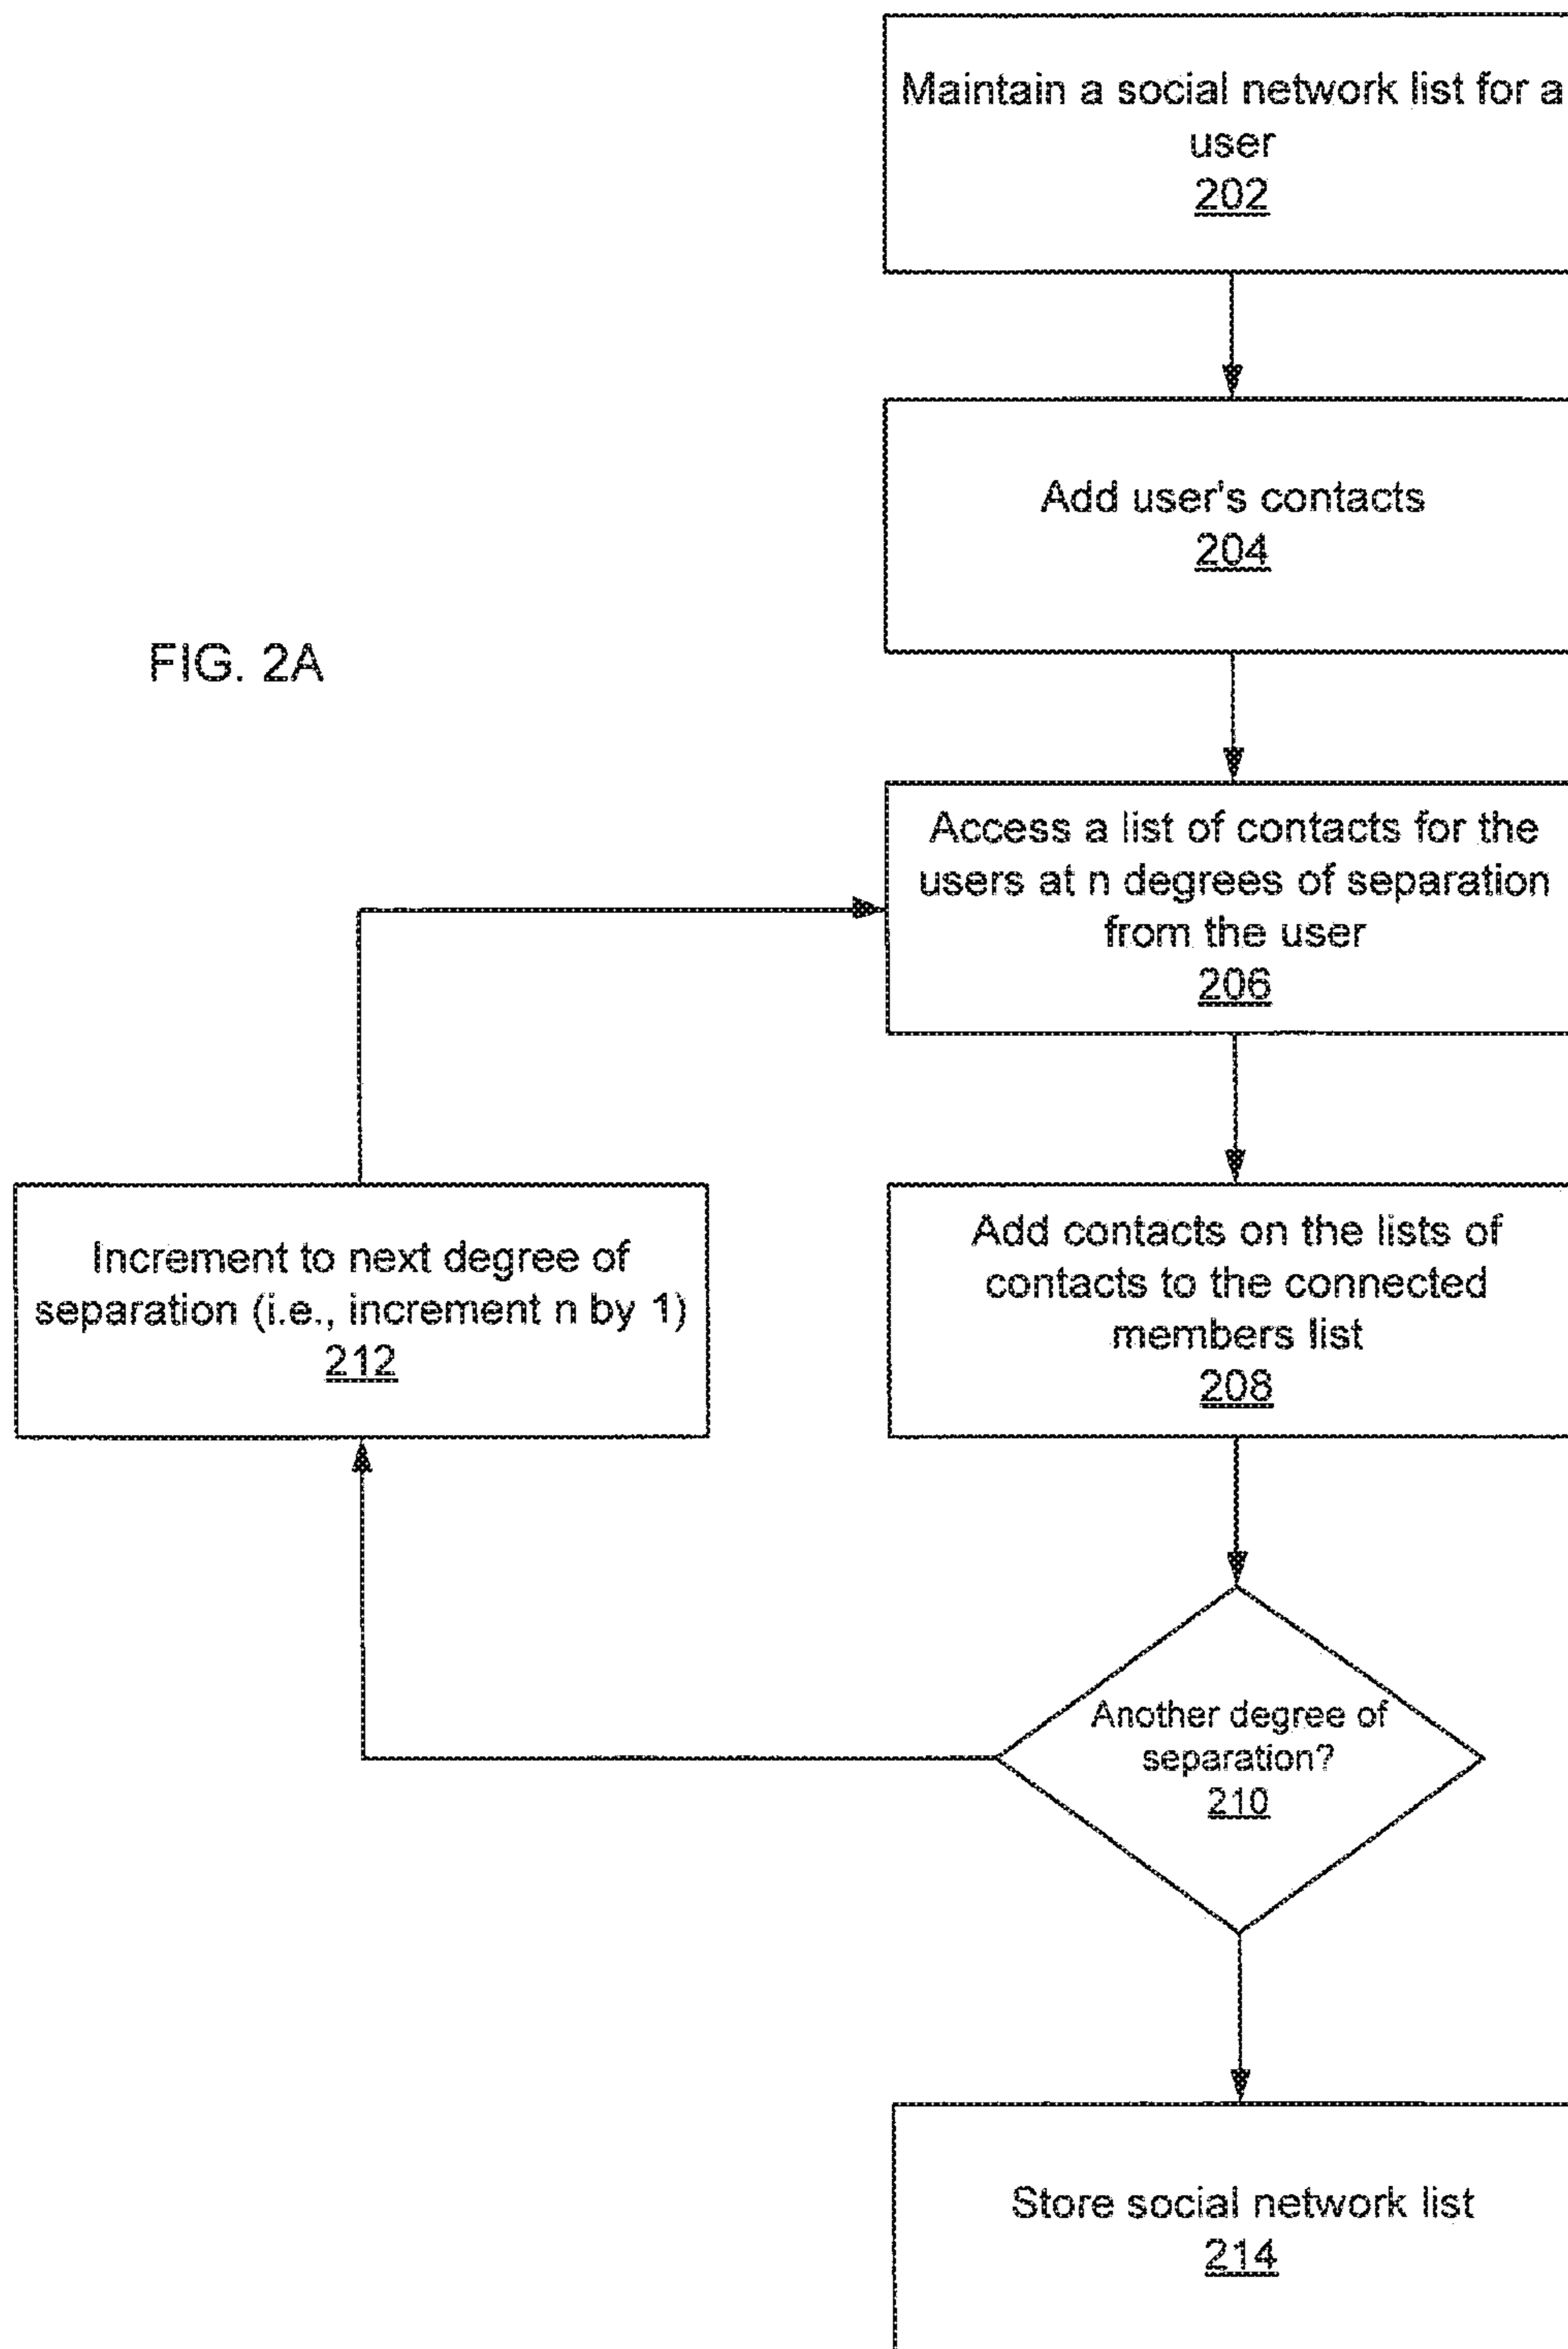 Maintain a social network list for a
user
202
Add user's contacts
204
FIG. 2A
Access a list of contacts for the
users at n degrees of separation
from the user
206
Increment to next degree of
separation (i.e., increment n by 1)
212
Add contacts on the lists of
contacts to the connected
members list
208
Another degree of
separation?
210
Store social network list
214